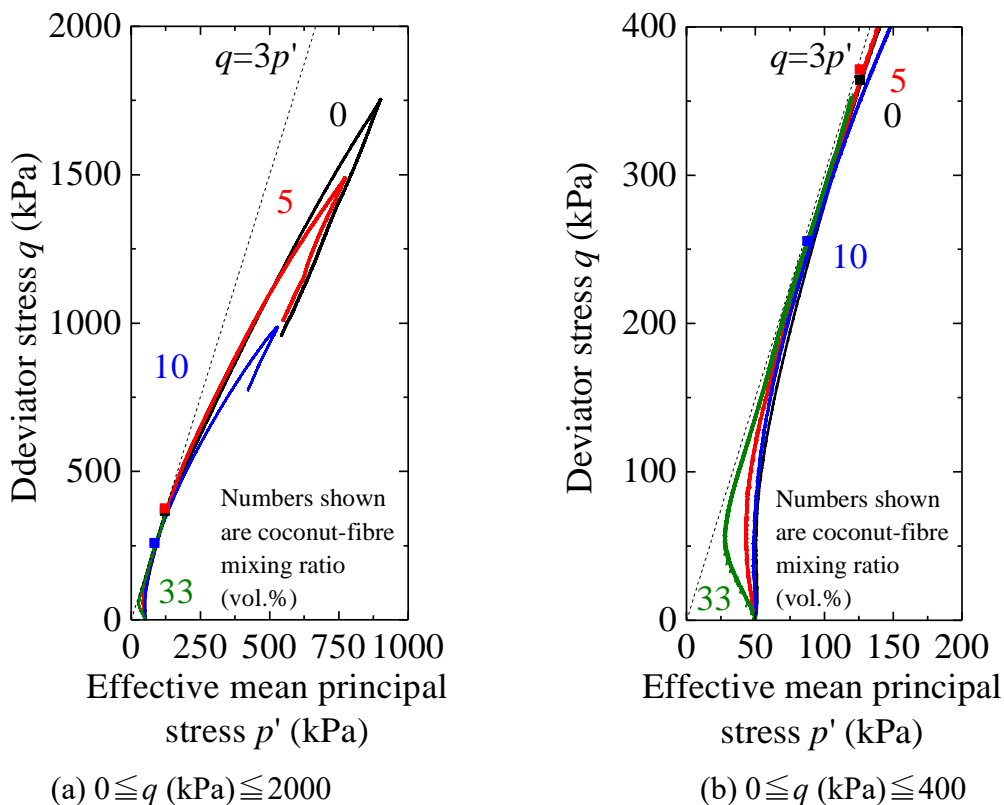 2000
1500
1000
500
0
Ddeviator stress q (kPa)
q=3p'
0
5
10
33
Numbers shown
are coconut-fibre
mixing ratio
(vol.%)
0 250 500 750 1000
Effective mean principal
stress p' (kPa)
(a) 0≦q (kPa)≦2000
400
300
200
100
0
Deviator stress q (kPa)
q=3p'
5
0
10
33
Numbers shown
are coconut-fibre
mixing ratio
(vol.%)
0 50 100 150 200
Effective mean principal
stress p' (kPa)
(b) 0≦q (kPa)≦400